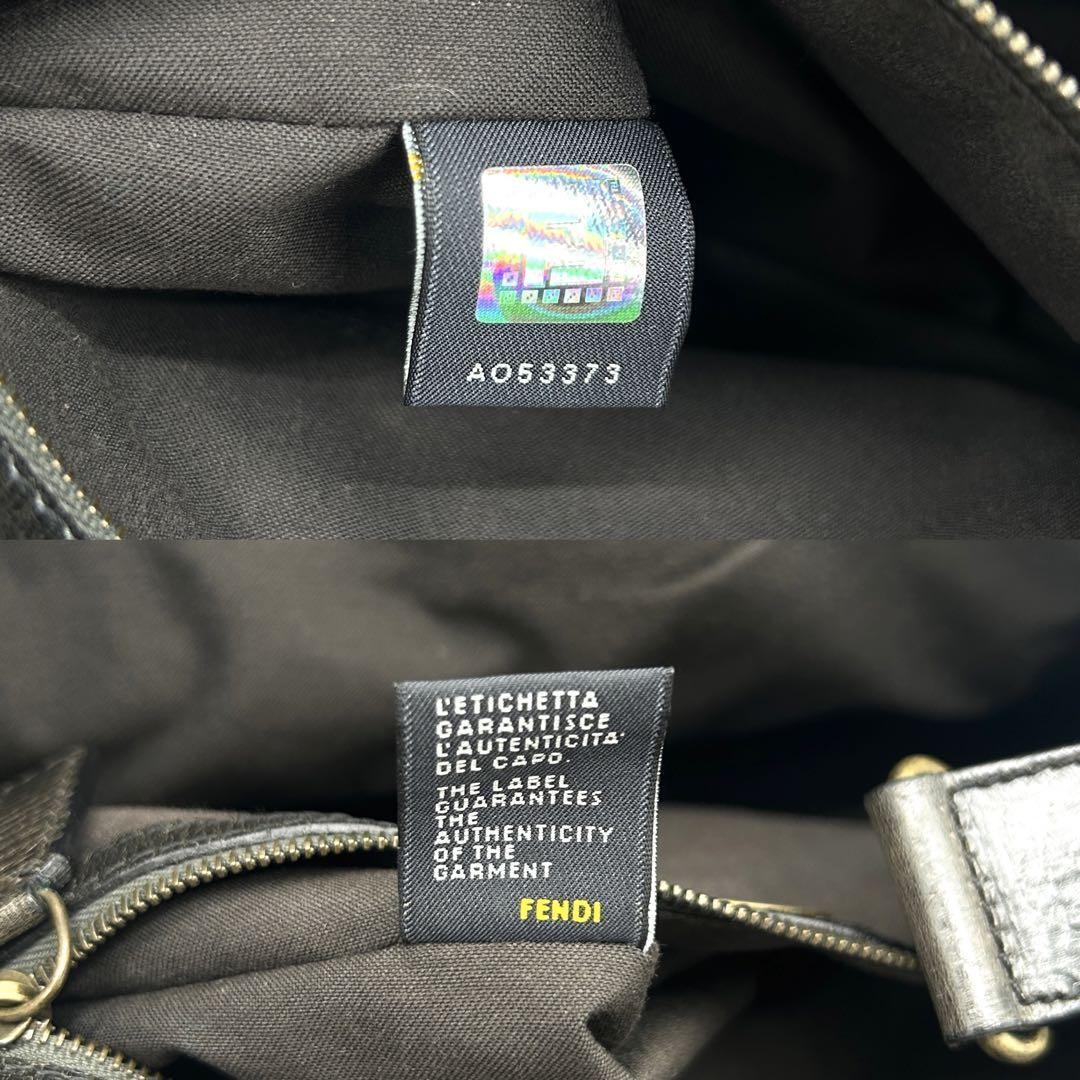 AO53373
L'ETICHETTA
GARANTISCE
L'AUTENTICITA'
DEL CAPO.
THE LABEL
GUARANTEES
THE
AUTHENTICITY
OF THE
GARMENT
FENDI